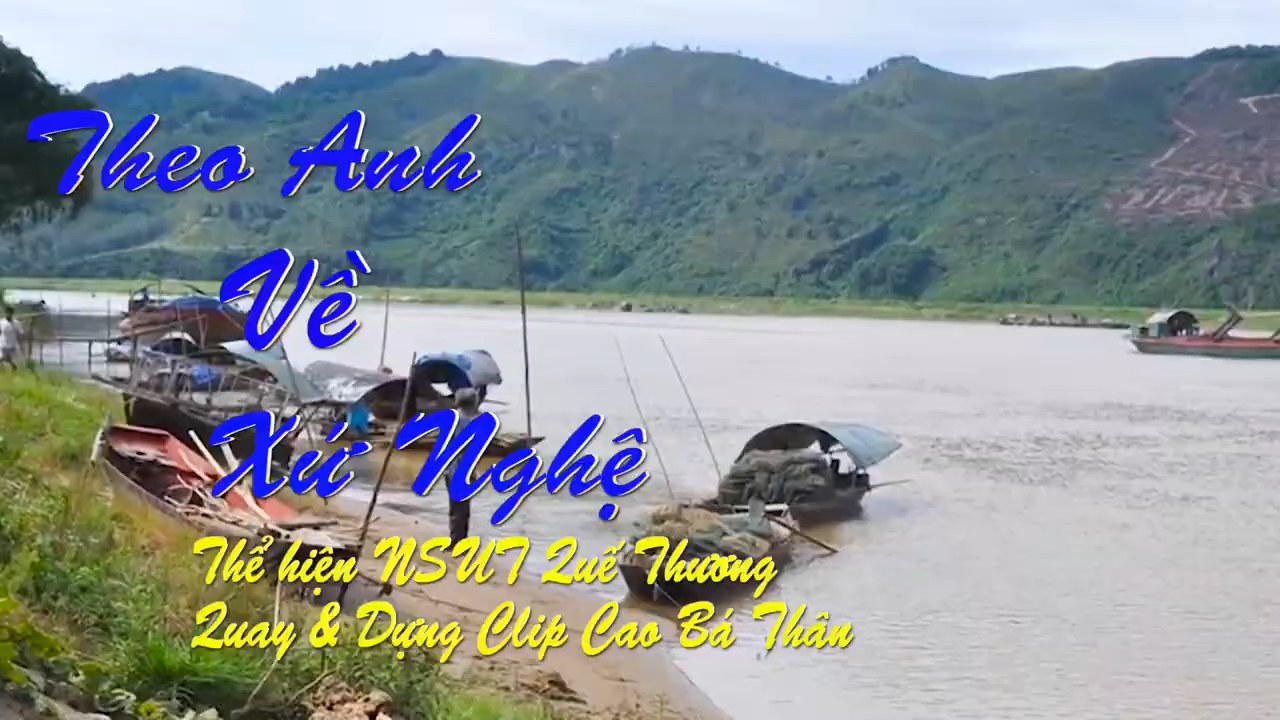 Theo Anh
Về
Xứ Nghệ
Thể hiện NSUT Quế Thương
Quay & Dựng Clip Cao Bá Thân